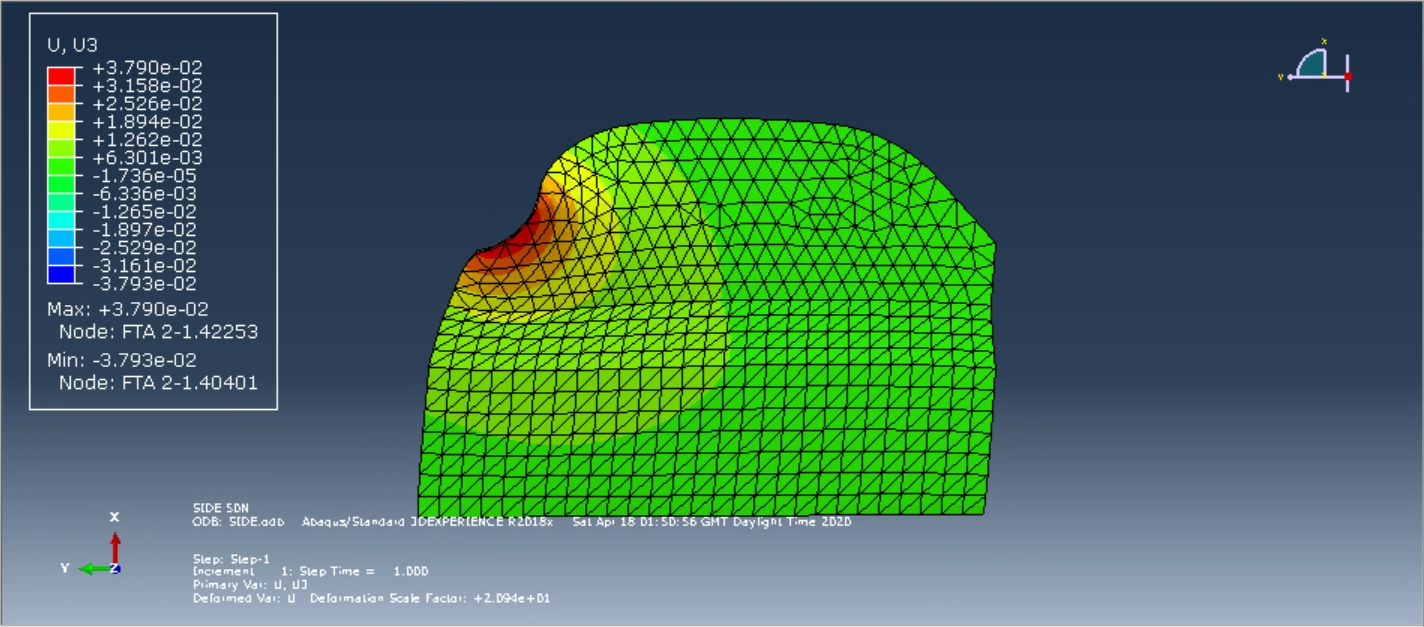 U, U3
+3.790e-02
+3.158e-02
+2.526e-02
+1.894e-02
+1.262e-02
+6.301e-03
-1.736e-05
-6.336e-03
-1.265e-02
-1.897e-02
-2.529e-02
-3.161e-02
-3.793e-02
Max: +3.790e-02
Node: FTA 2-1.42253
Min: -3.793e-02
Node: FTA 2-1.40401
X
Y
X
Y
Z
SIDE SDN
ODB: SIDE.odb Abaqus/Standard 3DEXPERIENCE R2018x Sat Apr 18 01:50:56 GMT Daylight Time 2020
Step: Step-1
Increment 1: Step Time = 1.000
Primary Var: U, U3
Deformed Var: U Deformation Scale Factor: +2.094e+01